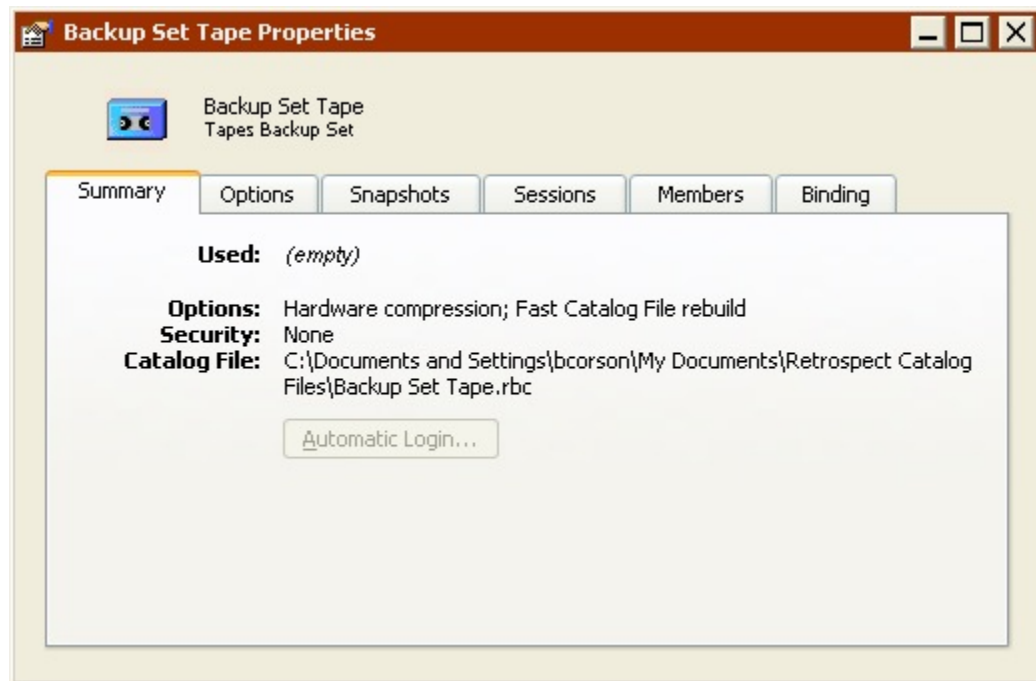 Backup Set Tape Properties
Backup Set Tape
Tapes Backup Set
Summary Options Snapshots Sessions Members Binding
Used: (empty)
Options: Hardware compression; Fast Catalog File rebuild
Security: None
Catalog File: C:\Documents and Settings\bcorson\My Documents\Retrospect Catalog
Files\Backup Set Tape.rbc
Automatic Login...